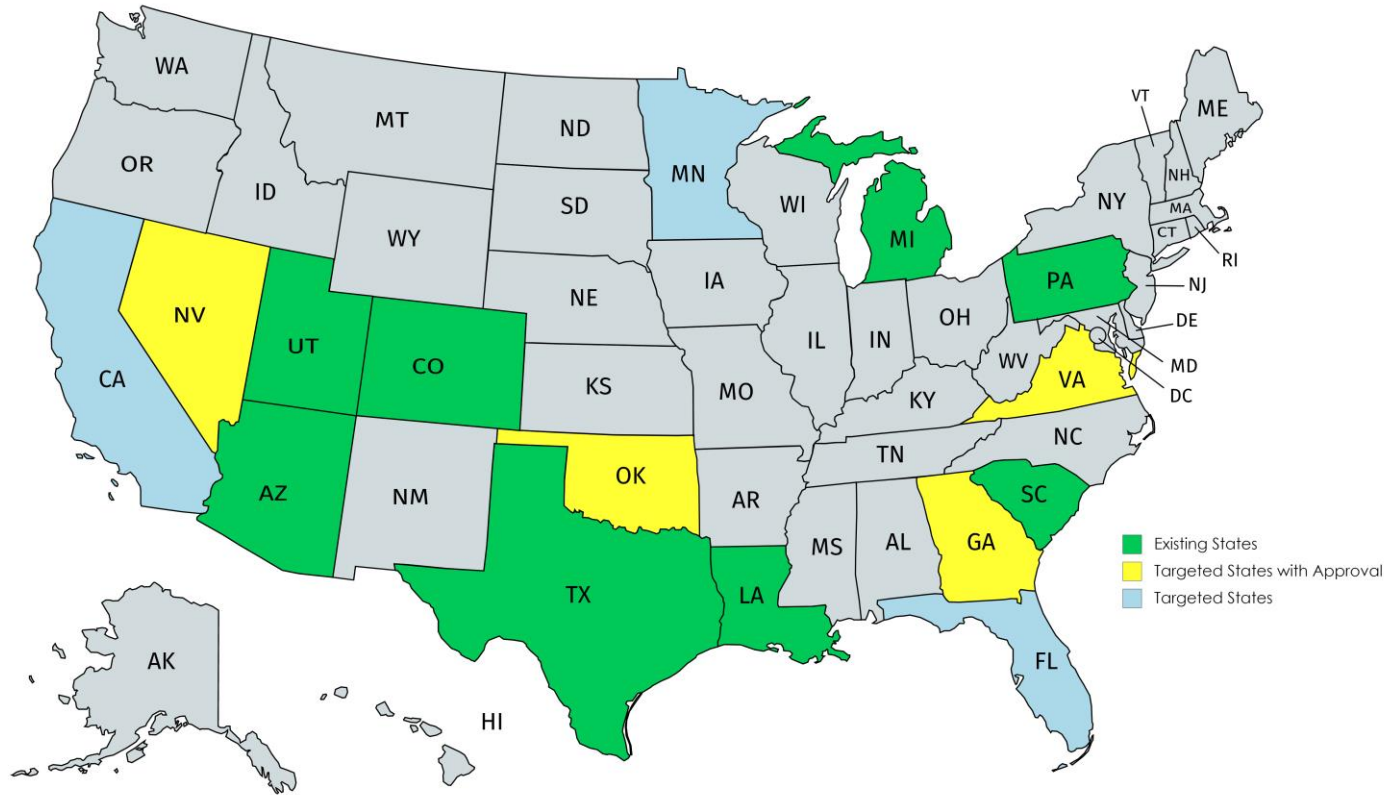 WA
OR
CA
NV
ID
MT
WY
UT
CO
AZ
NM
ND
SD
NE
KS
OK
TX
MN
IA
MO
AR
LA
WI
IL
MI
IN
OH
KY
TN
MS
AL
GA
FL
SC
NC
VA
WV
PA
NY
VT
NH
ME
MA
CT
RI
NJ
DE
MD
DC
AK
HI
Existing States
Targeted States with Approval
Targeted States